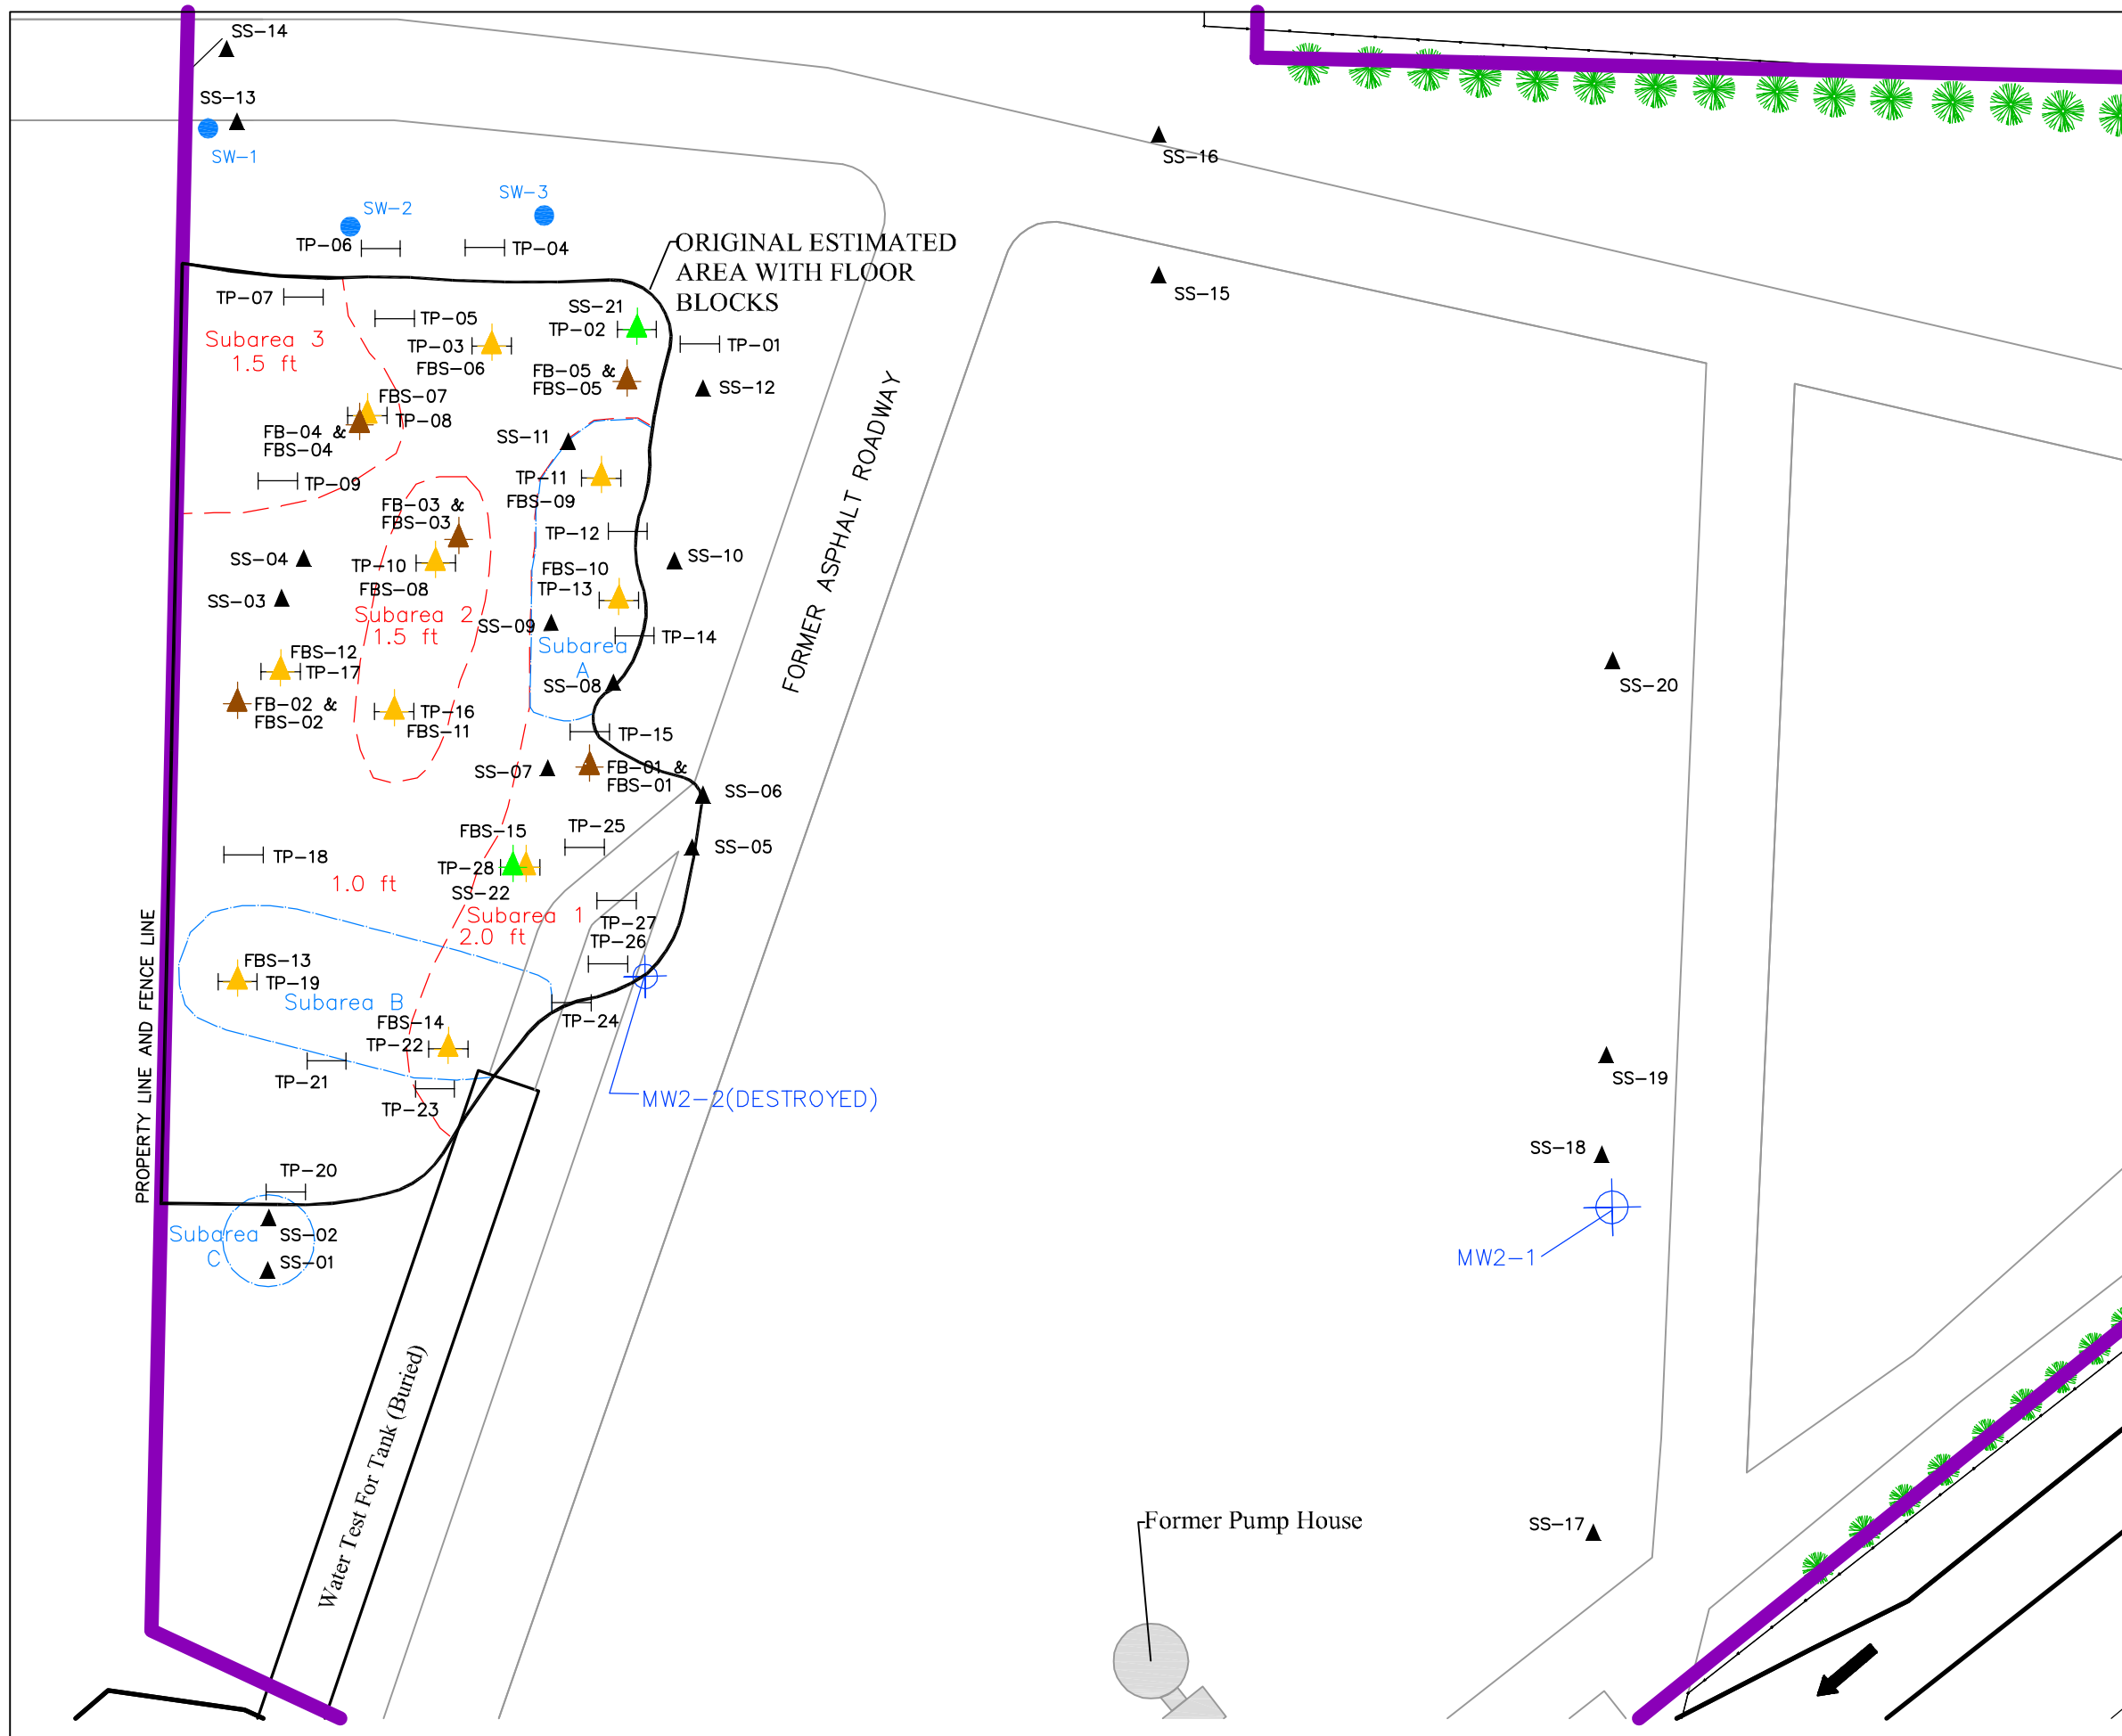 SS-14
SS-13
SW-1
SS-16
SW-2
SW-3
TP-06
TP-04
ORIGINAL ESTIMATED
AREA WITH FLOOR
BLOCKS
SS-15
TP-07
SS-21
TP-05
TP-02
Subarea 3
1.5 ft
TP-03
FBS-06
TP-01
FB-05 &
FBS-05
SS-12
FBS-07
TP-08
FB-04 &
FBS-04
SS-11
TP-09
TP-11
FBS-09
FB-03 &
FBS-03
TP-12
FORMER ASPHALT ROADWAY
SS-04
TP-10
FBS-08
SS-10
FBS-10
TP-13
SS-03
Subarea 2
1.5 ft
SS-09
TP-14
Subarea
A
FBS-12
TP-17
SS-08
SS-20
FB-02 &
FBS-02
TP-16
FBS-11
TP-15
SS-07
FB-01 &
FBS-01
SS-06
FBS-15
TP-25
SS-05
TP-18
TP-28
SS-22
1.0 ft
Subarea 1
2.0 ft
TP-27
TP-26
PROPERTY LINE AND FENCE LINE
FBS-13
TP-19
Subarea B
FBS-14
TP-22
TP-24
TP-21
TP-23
MW2-2(DESTROYED)
SS-19
SS-18
TP-20
Subarea
C
SS-02
SS-01
MW2-1
Water Test For Tank (Buried)
Former Pump House
SS-17